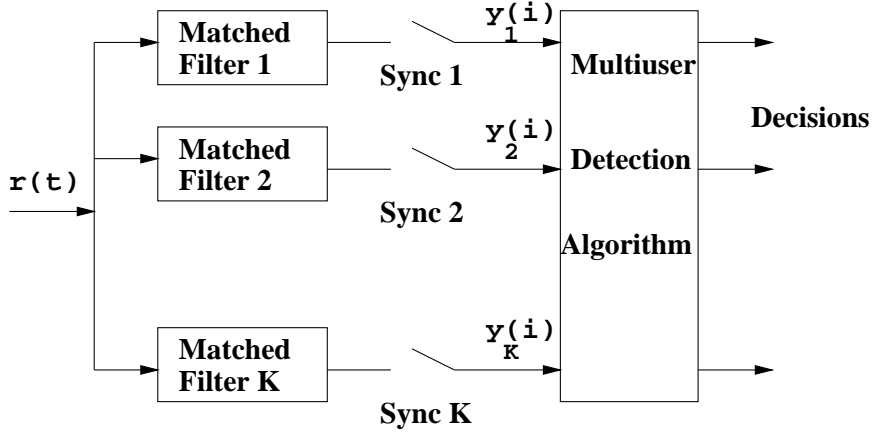 Matched
Filter 1
Sync 1
y(i)
1
Matched
Filter 2
Sync 2
y(i)
2
r(t)
Matched
Filter K
Sync K
y(i)
K
Multiuser
Detection
Algorithm
Decisions